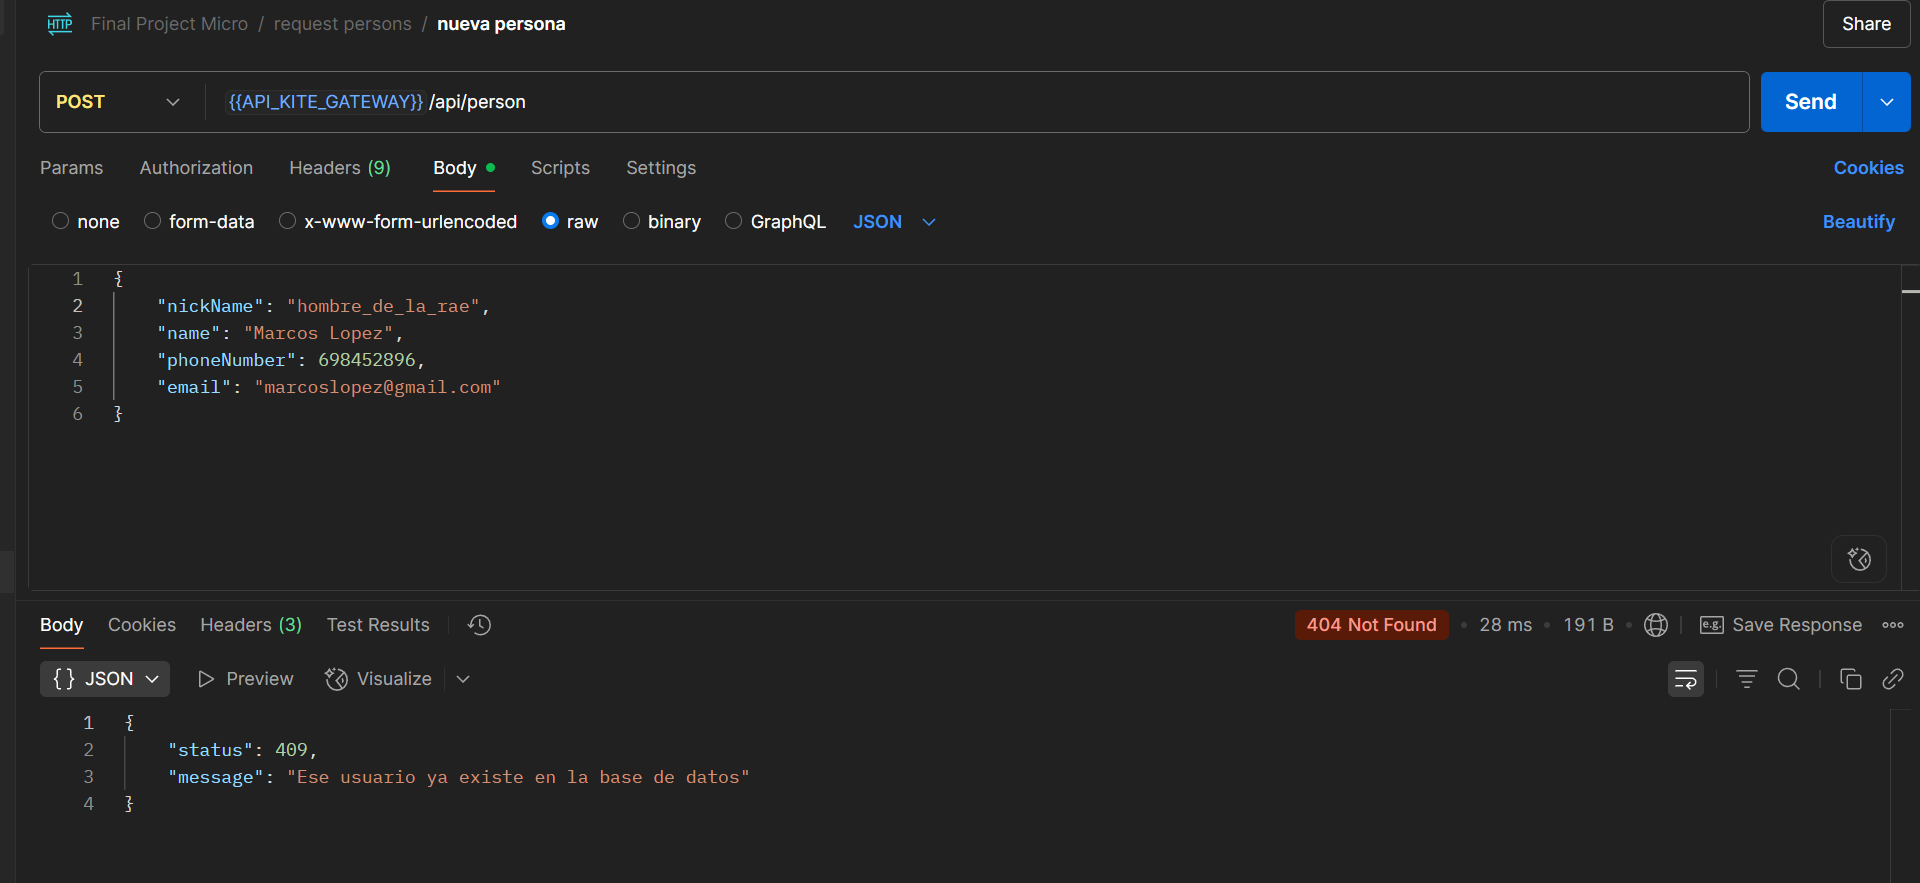 HTTP Final Project Micro / request persons / nueva persona
Share
POST {{API_KITE_GATEWAY}} /api/person
Send
Params Authorization Headers (9) Body Scripts Settings Cookies
none form-data x-www-form-urlencoded raw binary GraphQL JSON Beautify
1 {
2 "nickName": "hombre_de_la_rae",
3 "name": "Marcos Lopez",
4 "phoneNumber": 698452896,
5 "email": "marcoslopez@gmail.com"
6 }
Body Cookies Headers (3) Test Results 404 Not Found • 28 ms • 191 B • e.g. Save Response
{} JSON Preview Visualize
1 {
2 "status": 409,
3 "message": "Ese usuario ya existe en la base de datos"
4 }